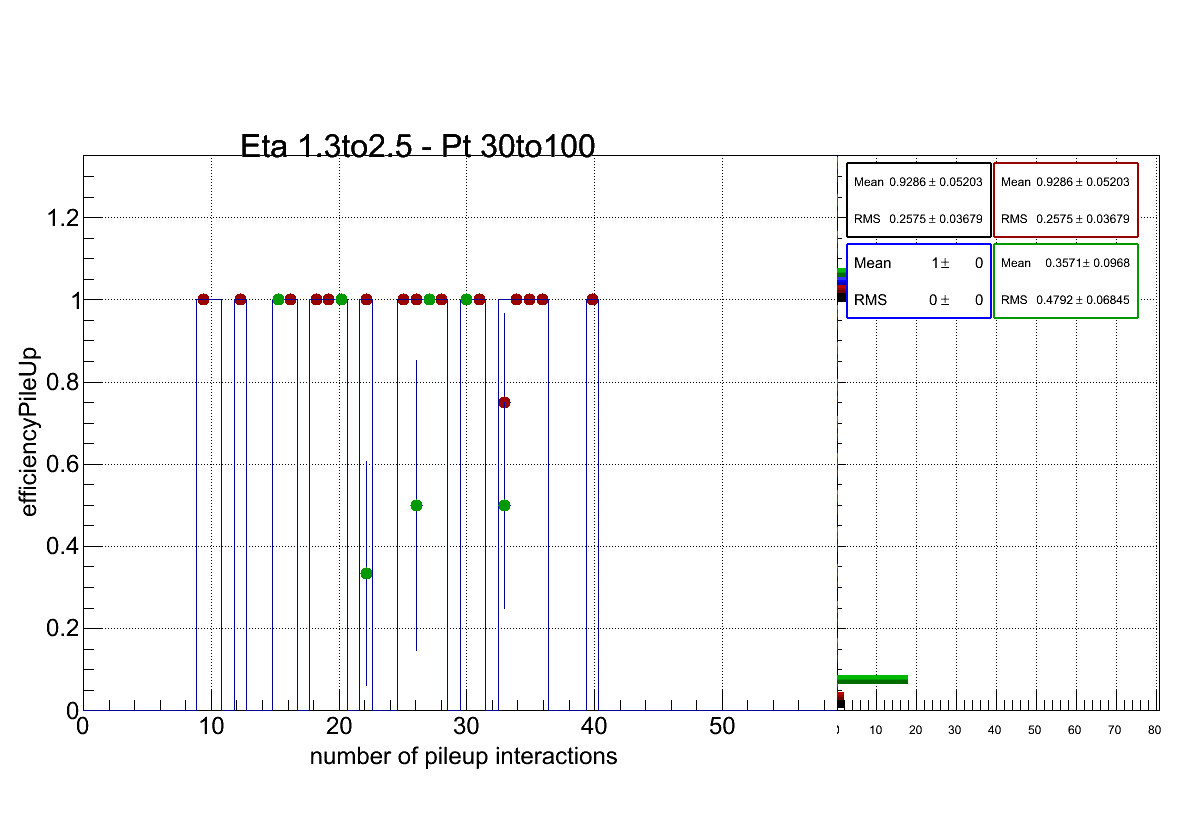 Eta 1.3to2.5 - Pt 30to100
efficiencyPileUp
1.2
1
0.8
0.6
0.4
0.2
0
0 10 20 30 40 50
number of pileup interactions
Mean 0.9286 ± 0.05203
RMS 0.2575 ± 0.03679
Mean 0.9286 ± 0.05203
RMS 0.2575 ± 0.03679
Mean 1 ± 0
RMS 0 ± 0
Mean 0.3571 ± 0.0968
RMS 0.4792 ± 0.06845
10 20 30 40 50 60 70 80